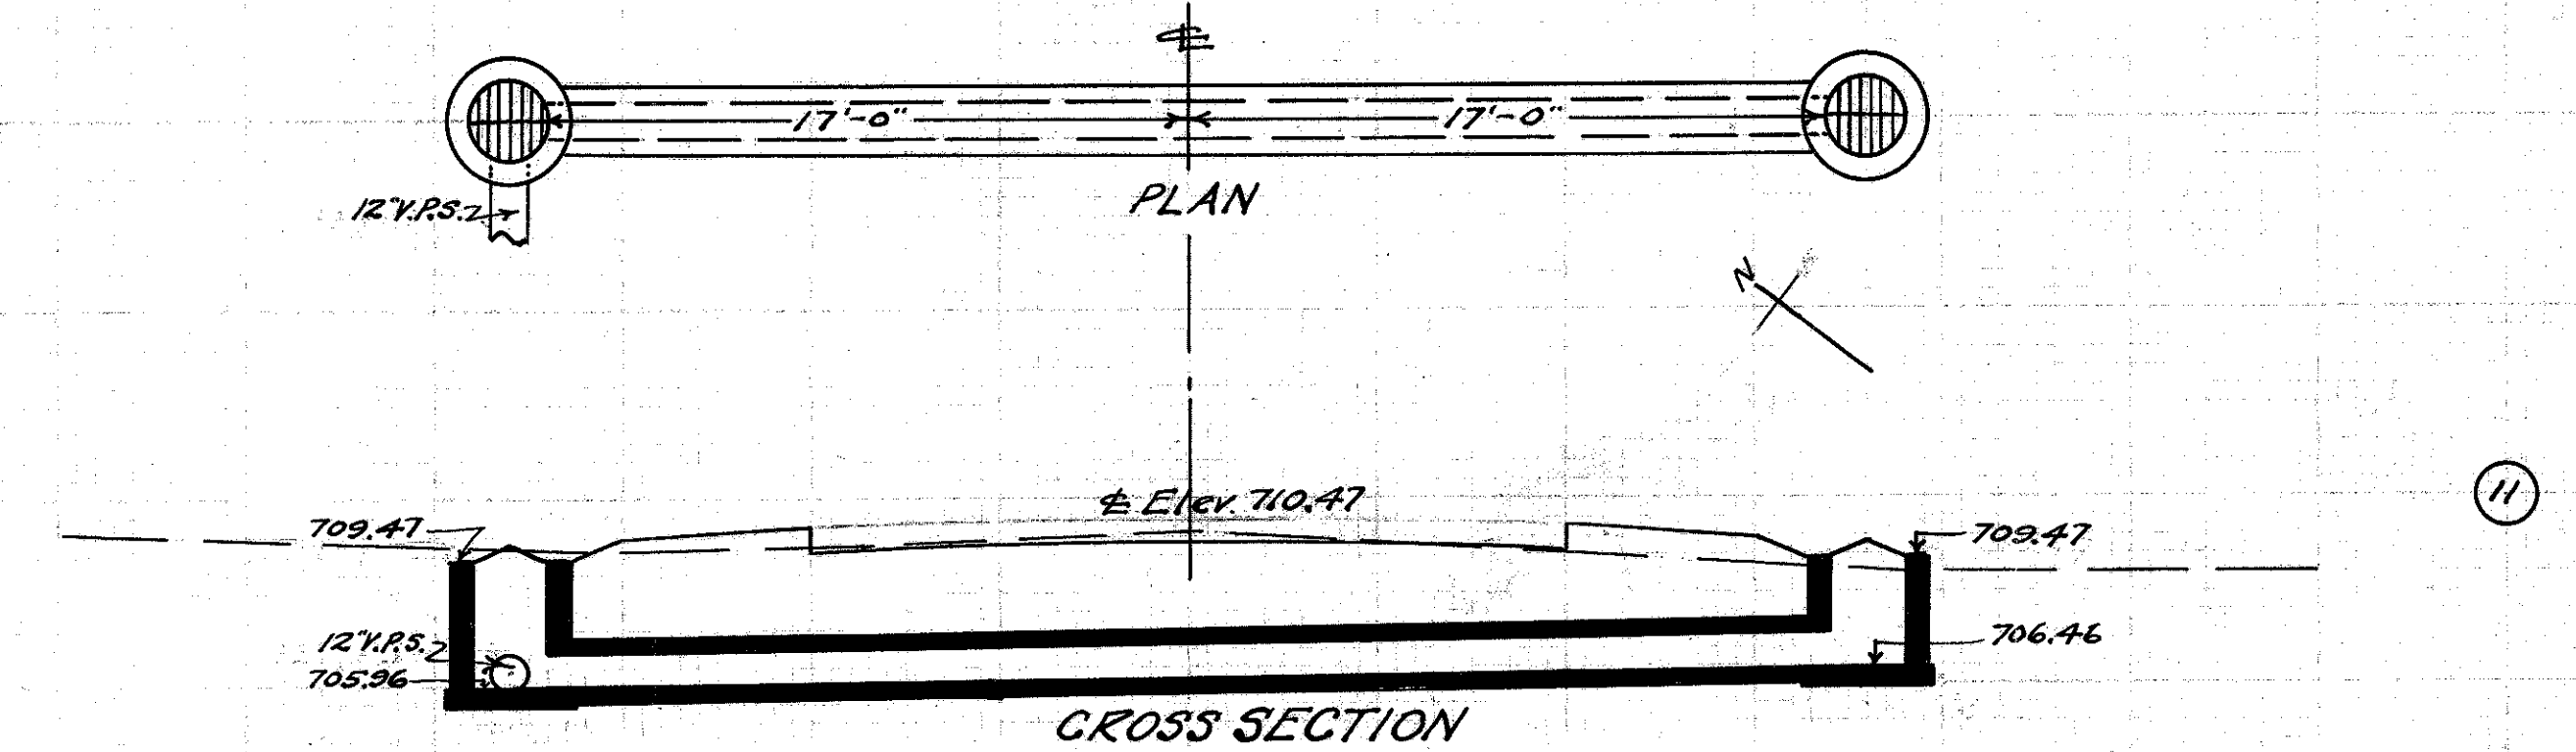 ℄
17'-0" 17'-0"
12"V.P.S.
PLAN
N
℄ Elev. 710.47
11
709.47
709.47
12"V.P.S.
706.46
705.96
CROSS SECTION